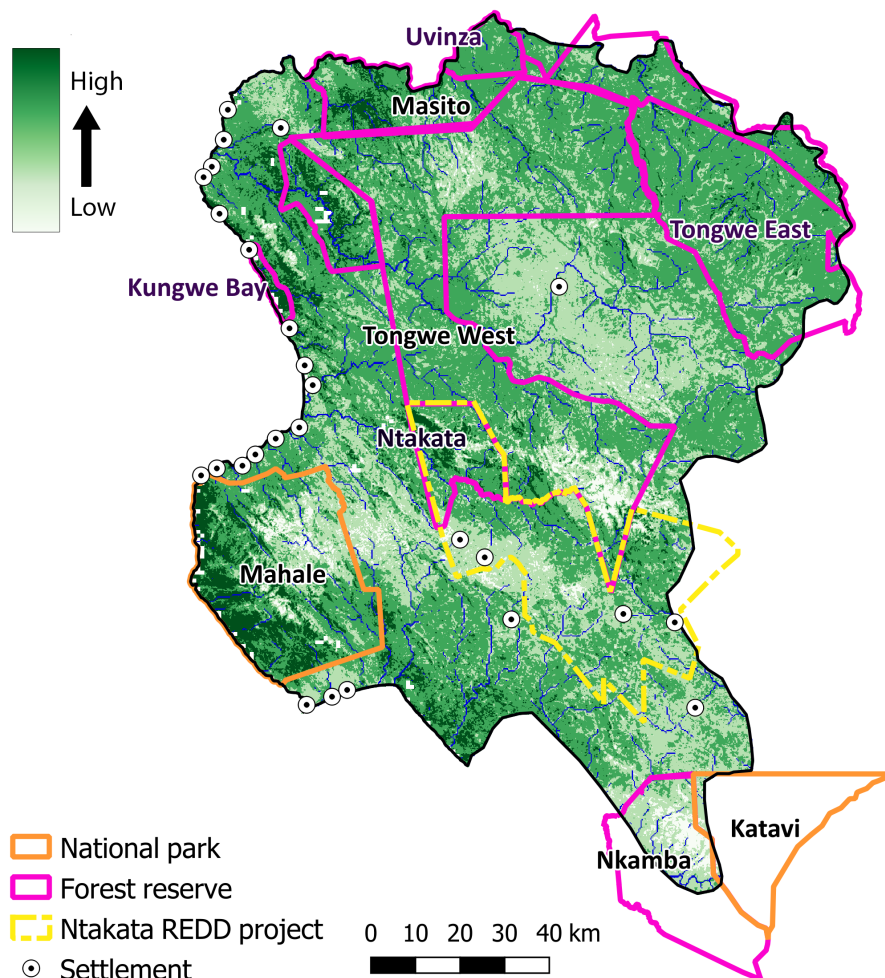 Uvinza
High
Masito
Low
Tongwe East
Kungwe Bay
Tongwe West
Ntakata
Mahale
Katavi
Nkamba
National park
Forest reserve
Ntakata REDD project
0 10 20 30 40 km
Settlement